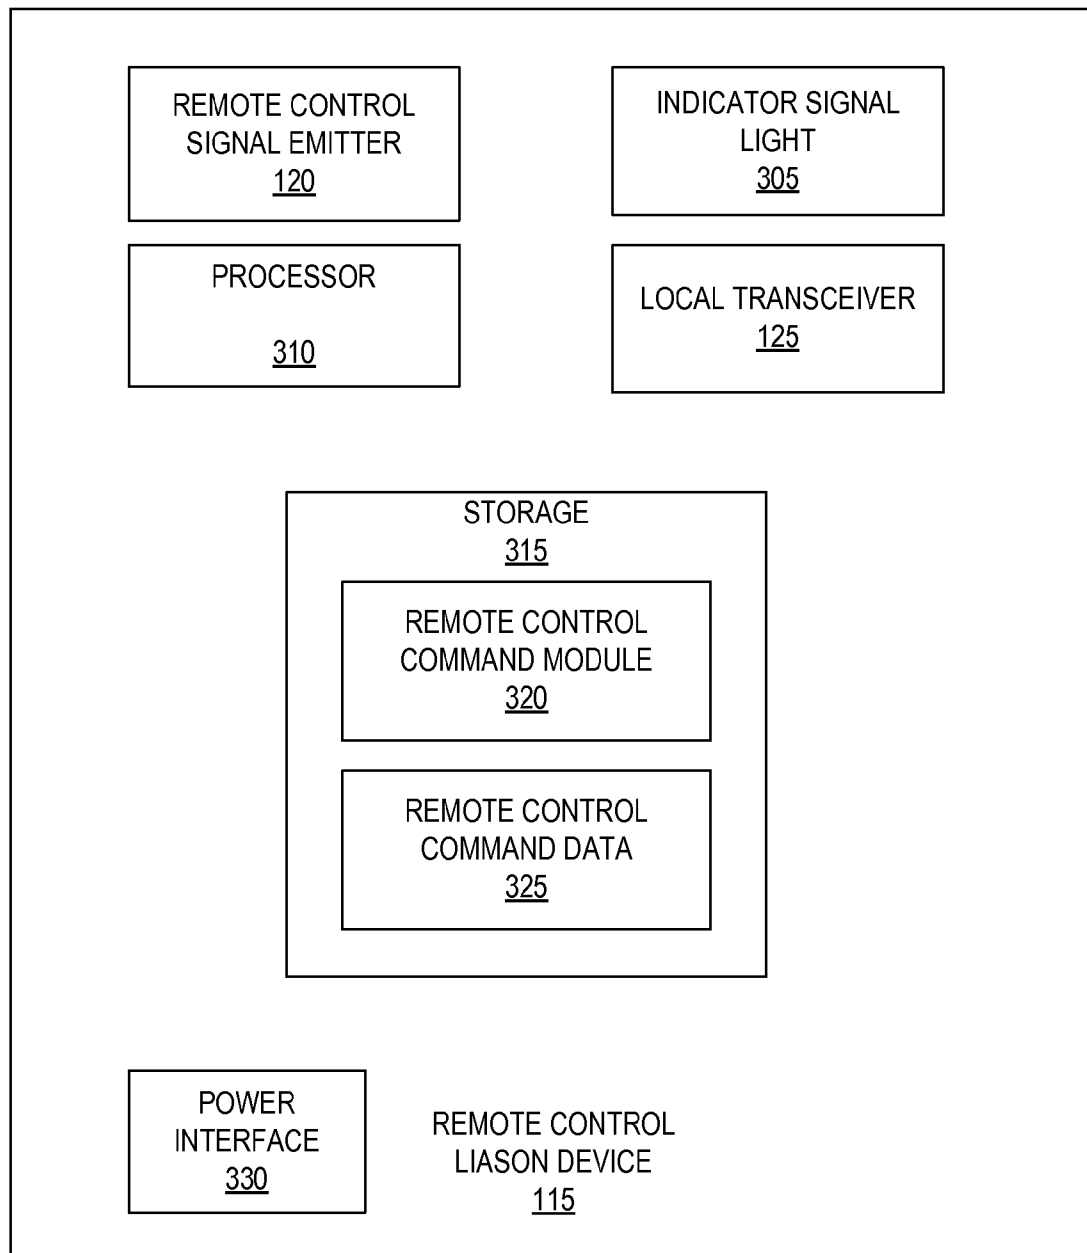 REMOTE CONTROL
SIGNAL EMITTER
120
INDICATOR SIGNAL
LIGHT
305
PROCESSOR
310
LOCAL TRANSCEIVER
125
STORAGE
315
REMOTE CONTROL
COMMAND MODULE
320
REMOTE CONTROL
COMMAND DATA
325
POWER
INTERFACE
330
REMOTE CONTROL
LIASON DEVICE
115